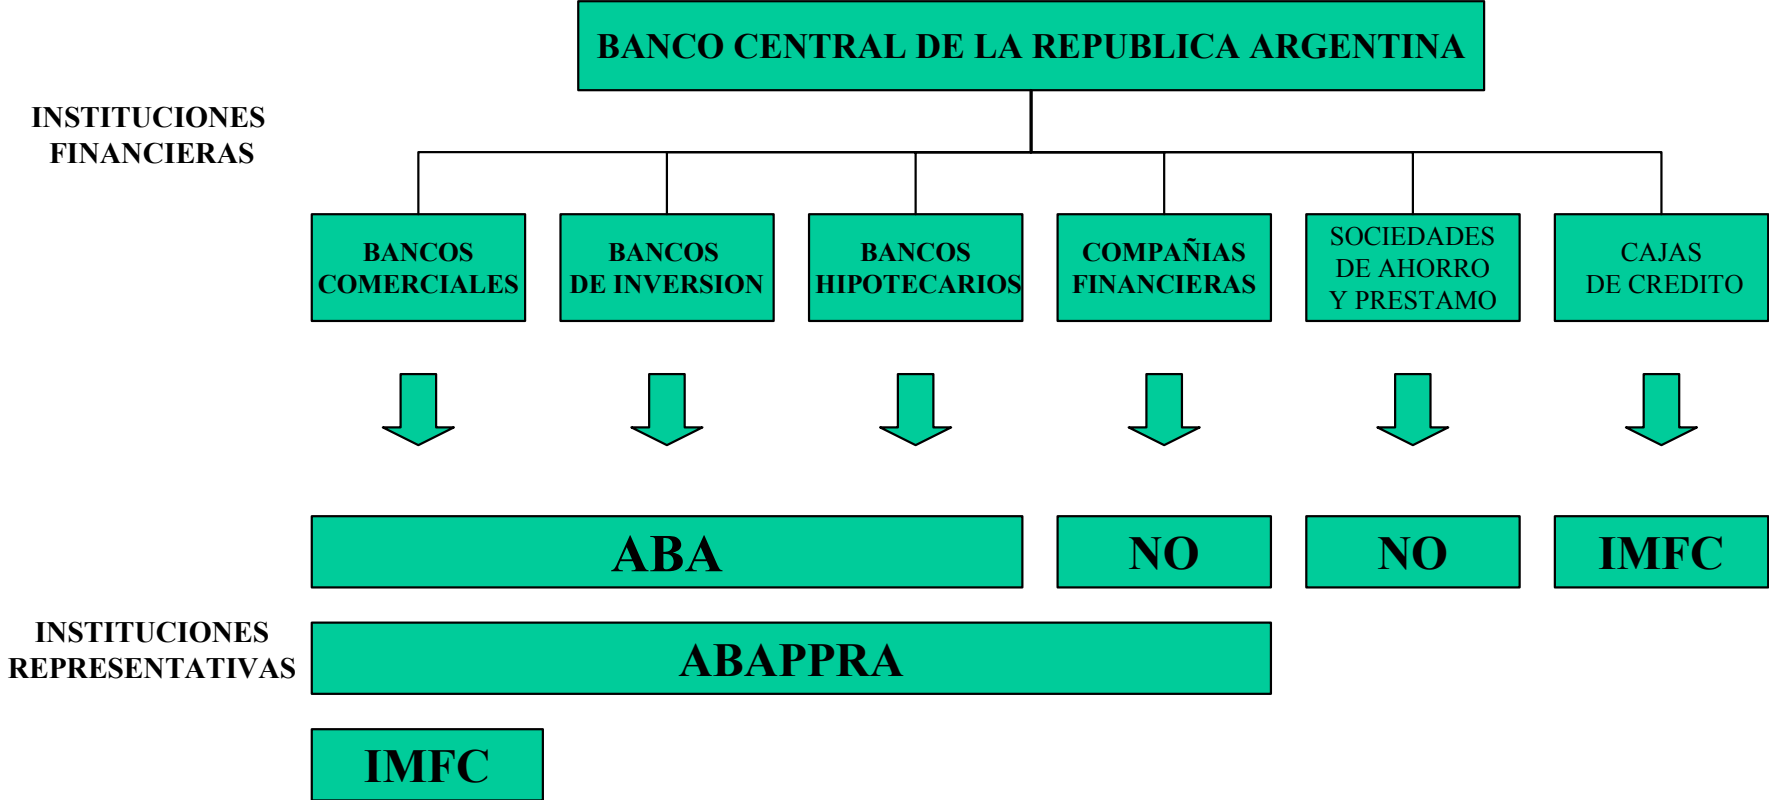 BANCO CENTRAL DE LA REPUBLICA ARGENTINA
INSTITUCIONES
FINANCIERAS
BANCOS
COMERCIALES
BANCOS
DE INVERSION
BANCOS
HIPOTECARIOS
COMPAÑIAS
FINANCIERAS
SOCIEDADES
DE AHORRO
Y PRESTAMO
CAJAS
DE CREDITO
ABA
NO
NO
IMFC
INSTITUCIONES
REPRESENTATIVAS
ABAPPRA
IMFC